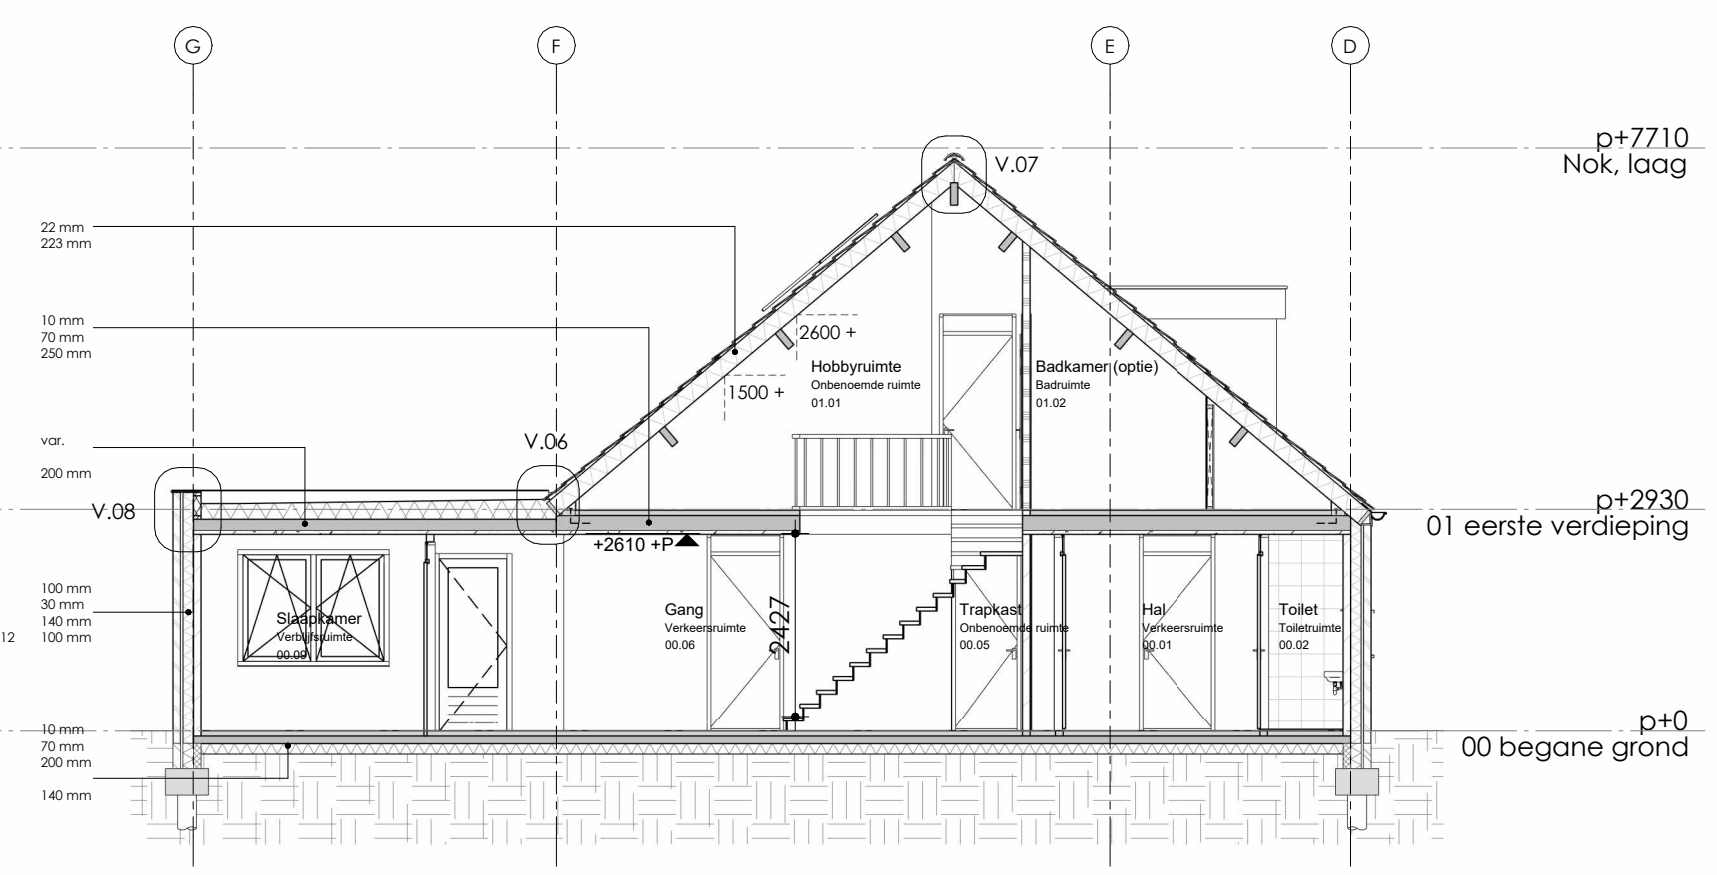 G
F
E
D
p+7710
Nok, laag
V.07
22 mm
223 mm
10 mm
70 mm
250 mm
2600 +
Hobbyruimte
Onbenoemde ruimte
01.01
Badkamer (optie)
Badruimte
01.02
1500 +
var.
200 mm
V.06
V.08
p+2930
01 eerste verdieping
+2610 +P
100 mm
30 mm
140 mm
100 mm
12
Slaapkamer
Verblijfsruimte
00.09
Gang
Verkeersruimte
00.06
2427
Trapkast
Onbenoemde ruimte
00.05
Hal
Verkeersruimte
00.01
Toilet
Toiletruimte
00.02
p+0
00 begane grond
10 mm
70 mm
200 mm
140 mm